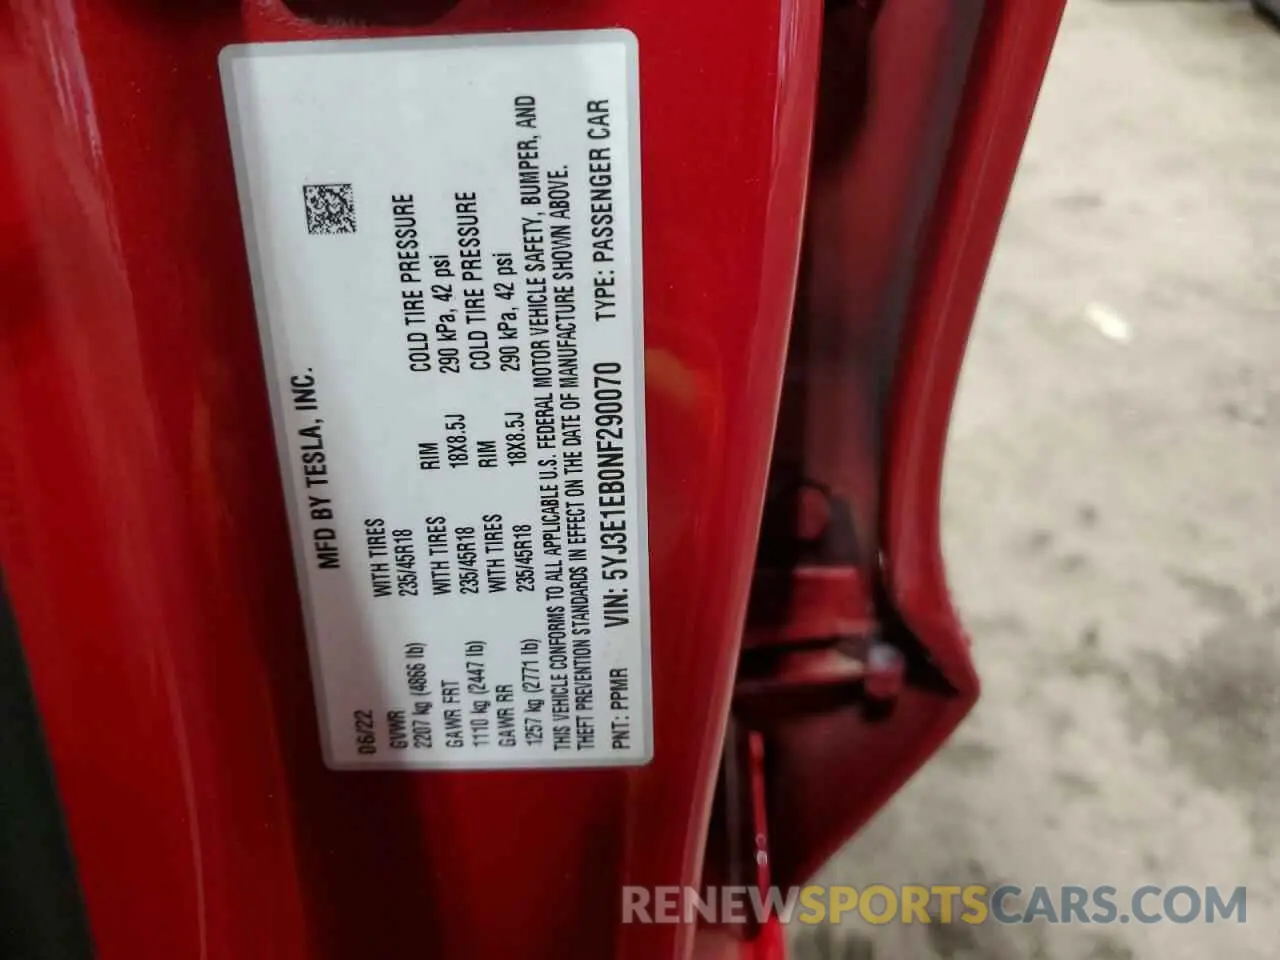 MFD BY TESLA, INC.
06/22
GVWR WITH TIRES RIM COLD TIRE PRESSURE
2207 kg (4866 lb) 235/45R18 18X8.5J 290 kPa, 42 psi
GAWR FRT WITH TIRES RIM COLD TIRE PRESSURE
1110 kg (2447 lb) 235/45R18 18X8.5J 290 kPa, 42 psi
GAWR RR WITH TIRES
1257 kg (2771 lb) 235/45R18
THIS VEHICLE CONFORMS TO ALL APPLICABLE U.S. FEDERAL MOTOR VEHICLE SAFETY, BUMPER, AND
THEFT PREVENTION STANDARDS IN EFFECT ON THE DATE OF MANUFACTURE SHOWN ABOVE.
PNT: PPMR VIN: 5YJ3E1EB0NF290070 TYPE: PASSENGER CAR
RENEWSPORTSCARS.COM